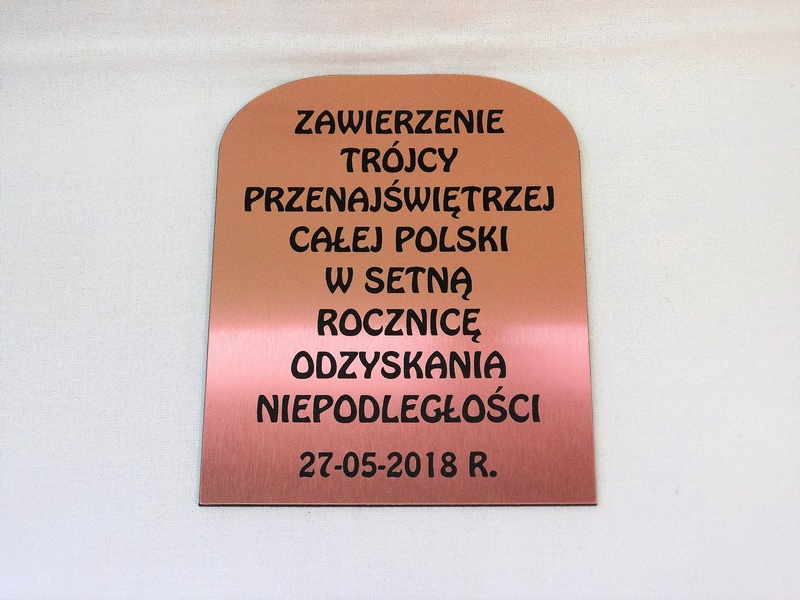 ZAWIERZENIE
TRÓJCY
PRZENAJŚWIĘTRZEJ
CAŁEJ POLSKI
W SETNĄ
ROCZNICĘ
ODZYSKANIA
NIEPODLEGŁOŚCI
27-05-2018 R.